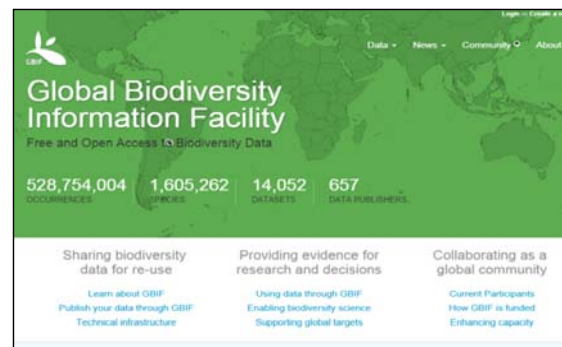 Login or Create a
GBIF
Data
News
Community
About
Global Biodiversity
Information Facility
Free and Open Access to Biodiversity Data
528,754,004
OCCURRENCES
1,605,262
SPECIES
14,052
DATASETS
657
DATA PUBLISHERS
Sharing biodiversity
data for re-use
Learn about GBIF
Publish your data through GBIF
Technical infrastructure
Providing evidence for
research and decisions
Using data through GBIF
Enabling biodiversity science
Supporting global targets
Collaborating as a
global community
Current Participants
How GBIF is funded
Enhancing capacity